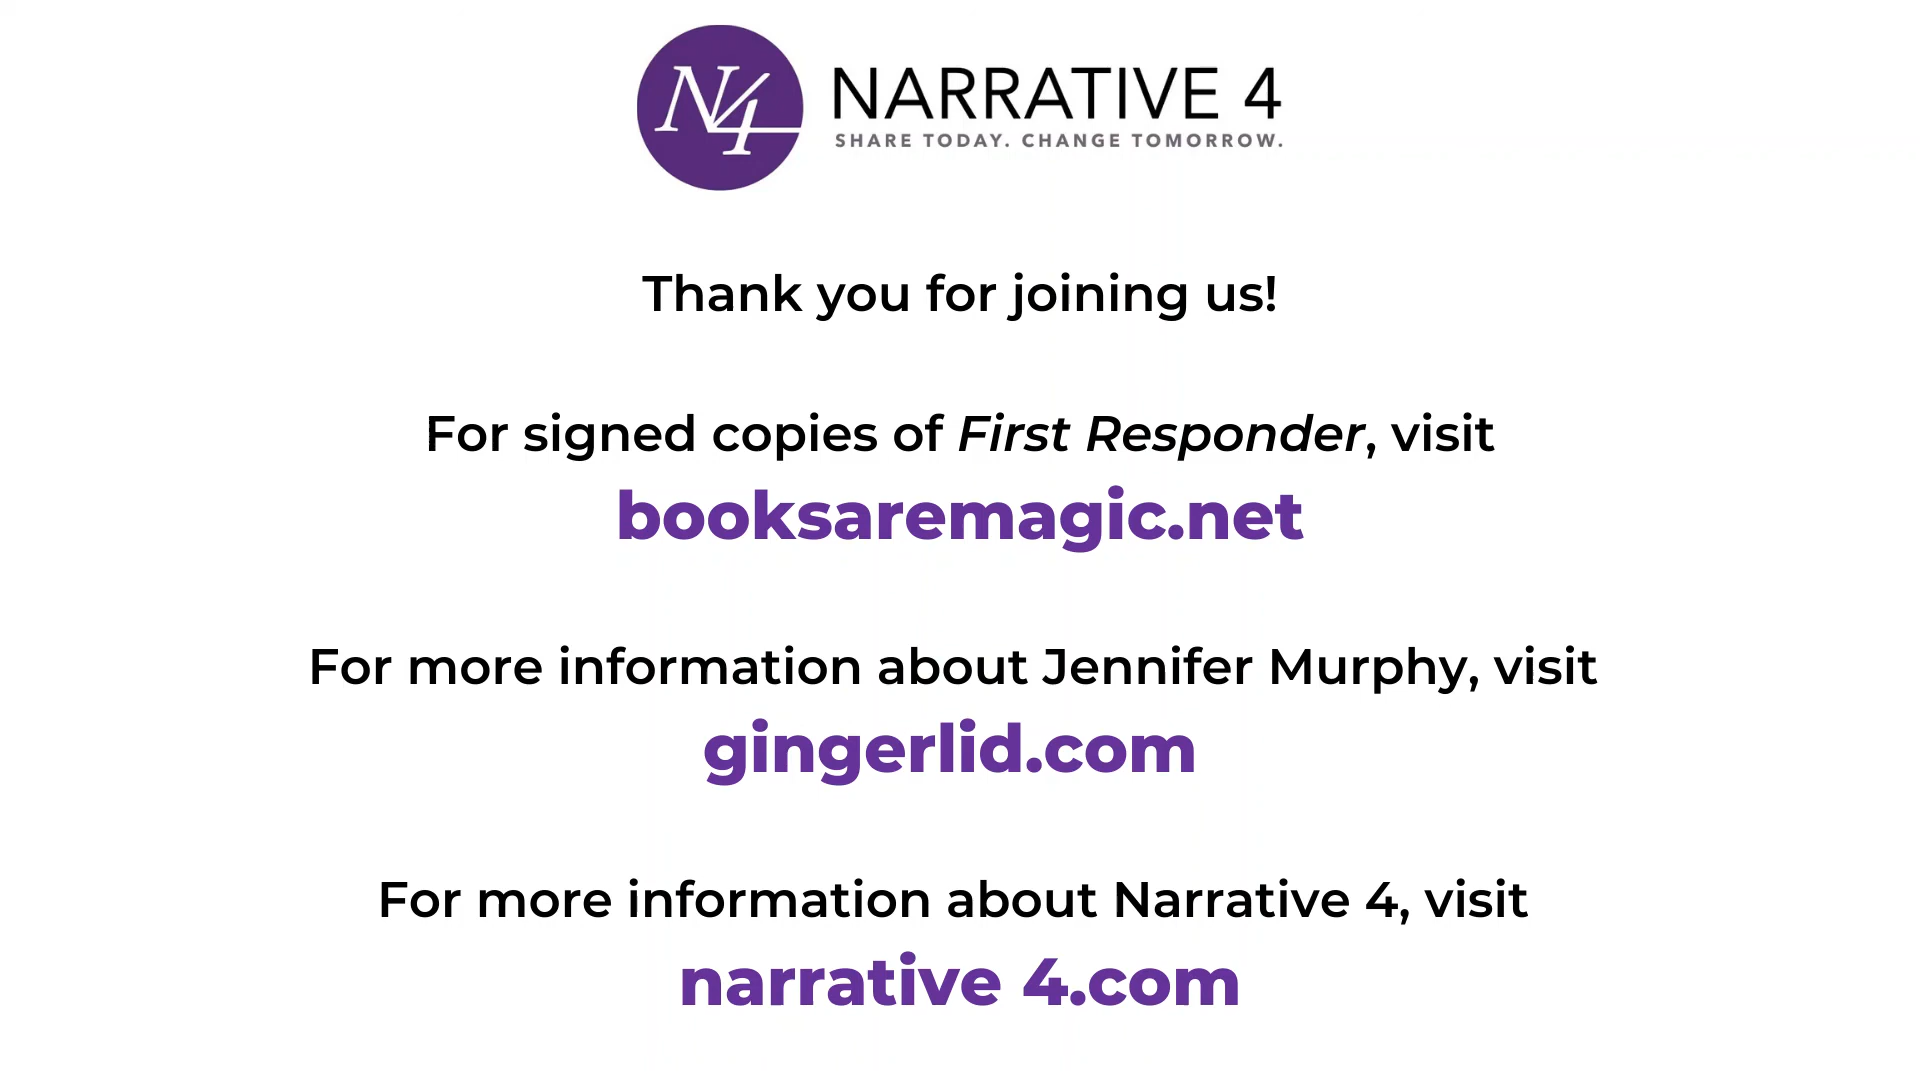 N4 NARRATIVE 4
SHARE TODAY. CHANGE TOMORROW.
Thank you for joining us!
For signed copies of First Responder, visit
booksaremagic.net
For more information about Jennifer Murphy, visit
gingerlid.com
For more information about Narrative 4, visit
narrative 4.com